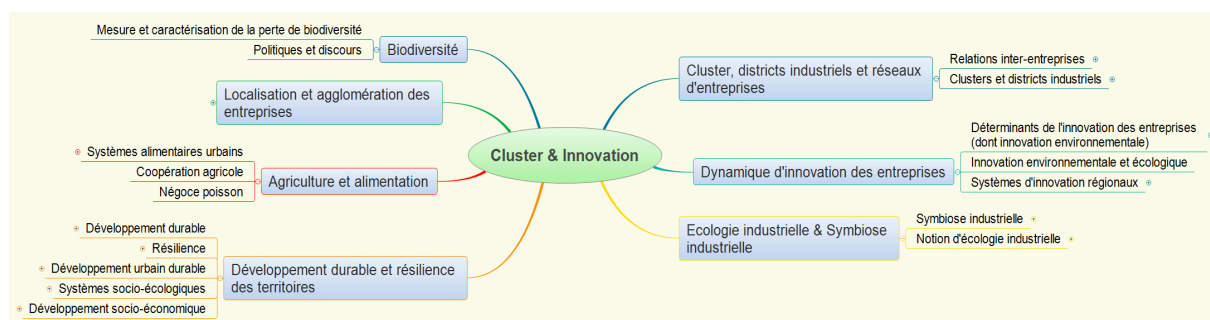 Mesure et caractérisation de la perte de biodiversité
Politiques et discours
Biodiversité
Localisation et agglomération des
entreprises
Systèmes alimentaires urbains
Coopération agricole
Négoce poisson
Agriculture et alimentation
Développement durable
Résilience
Développement urbain durable
Systèmes socio-écologiques
Développement socio-économique
Développement durable et résilience
des territoires
Cluster & Innovation
Cluster, districts industriels et réseaux
d'entreprises
Relations inter-entreprises
Clusters et districts industriels
Dynamique d'innovation des entreprises
Déterminants de l'innovation des entreprises
(dont innovation environnementale)
Innovation environnementale et écologique
Systèmes d'innovation régionaux
Ecologie industrielle & Symbiose
industrielle
Symbiose industrielle
Notion d'écologie industrielle